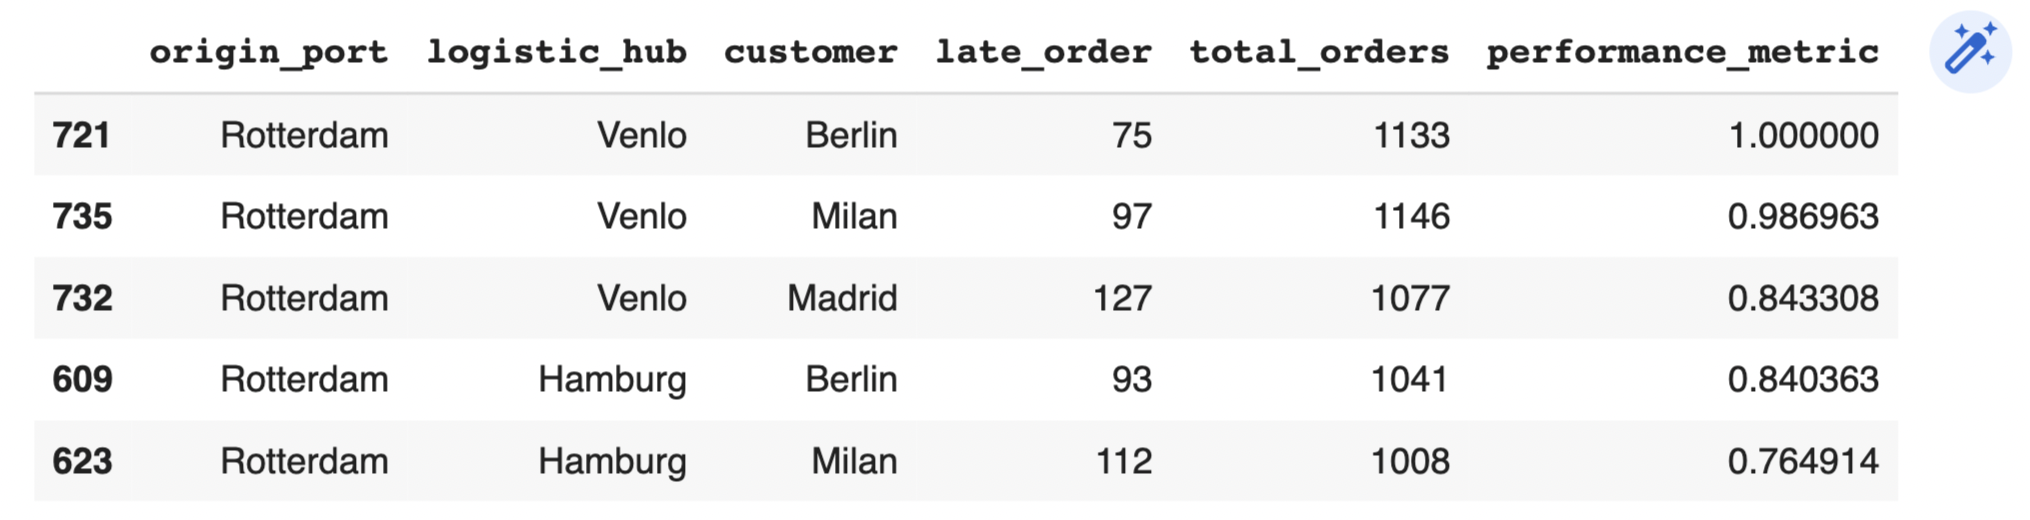 origin_port logistic_hub customer late_order total_orders performance_metric
721 Rotterdam Venlo Berlin 75 1133 1.000000
735 Rotterdam Venlo Milan 97 1146 0.986963
732 Rotterdam Venlo Madrid 127 1077 0.843308
609 Rotterdam Hamburg Berlin 93 1041 0.840363
623 Rotterdam Hamburg Milan 112 1008 0.764914